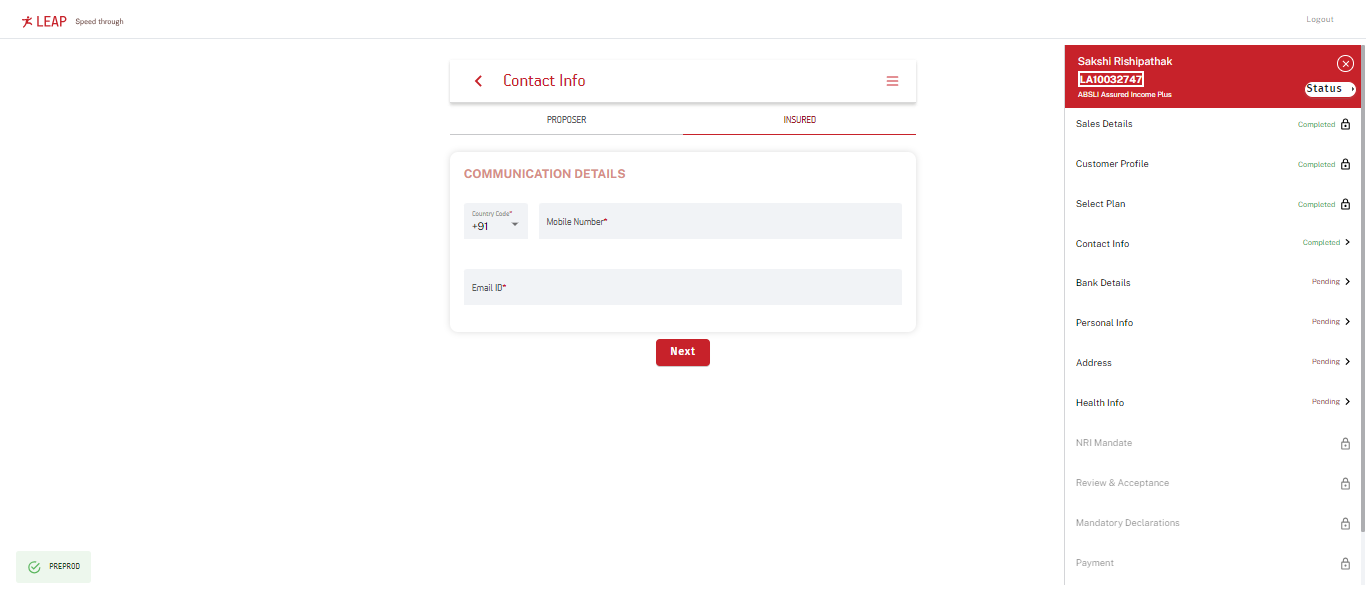 LEAP Speed through
Logout
Contact Info
PROPOSER INSURED
COMMUNICATION DETAILS
Country Code*
+91
Mobile Number*
Email ID*
Next
PREPROD
Sakshi Rishipathak
LA10032747
ABSLI Assured Income Plus
Status
Sales Details Completed
Customer Profile Completed
Select Plan Completed
Contact Info Completed
Bank Details Pending
Personal Info Pending
Address Pending
Health Info Pending
NRI Mandate
Review & Acceptance
Mandatory Declarations
Payment